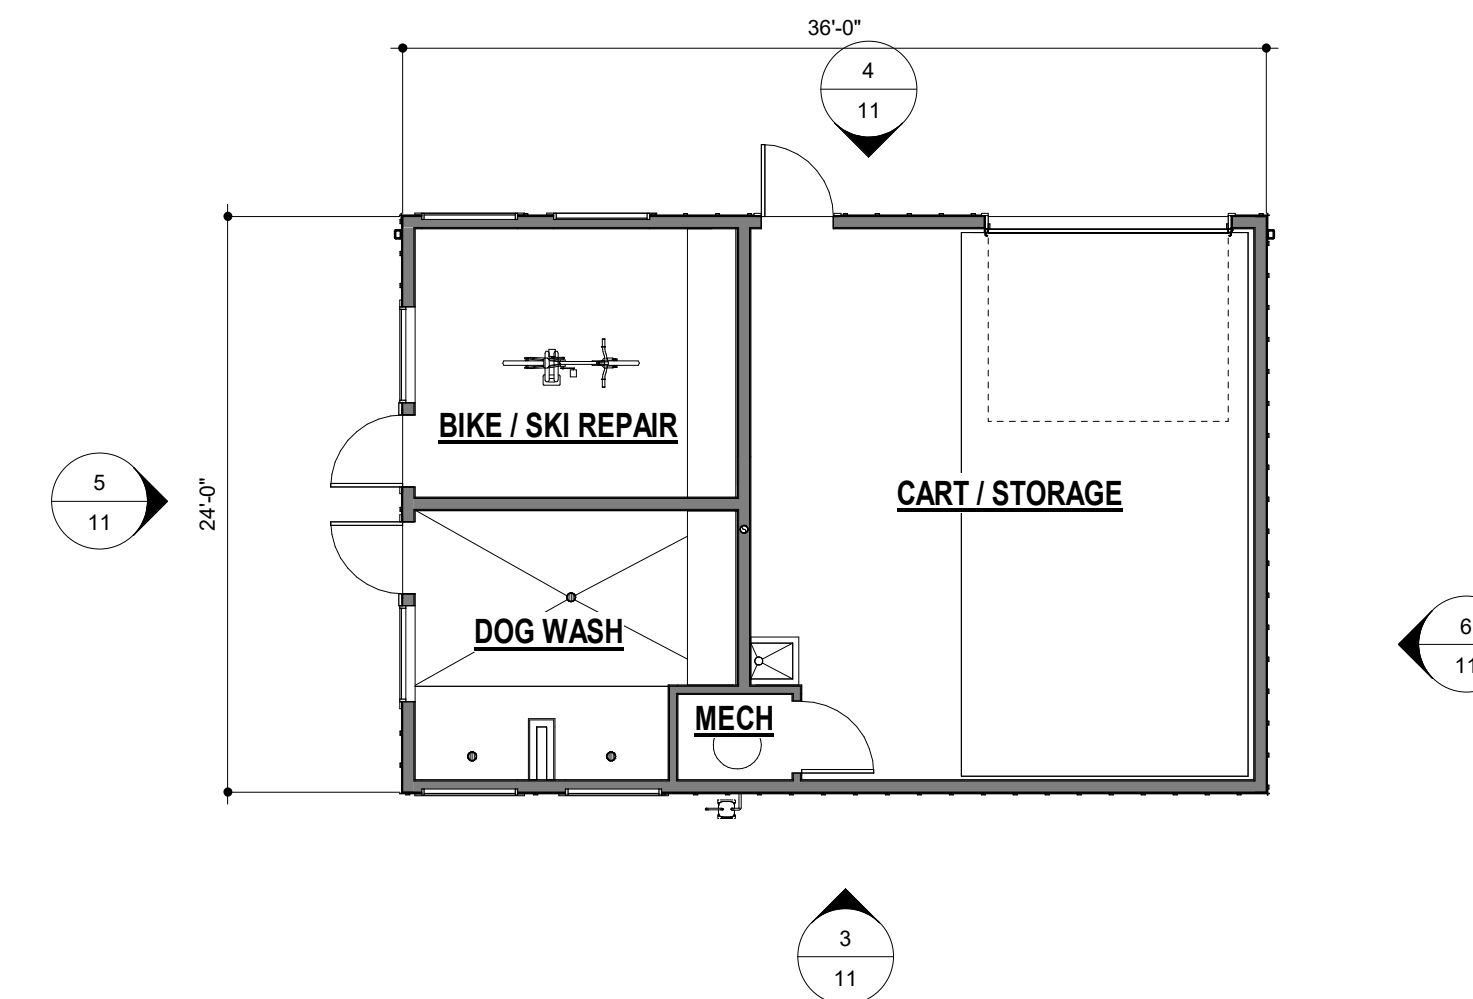 36'-0"
4
11
BIKE / SKI REPAIR
5
11
24'-0"
CART / STORAGE
DOG WASH
6
11
MECH
3
11